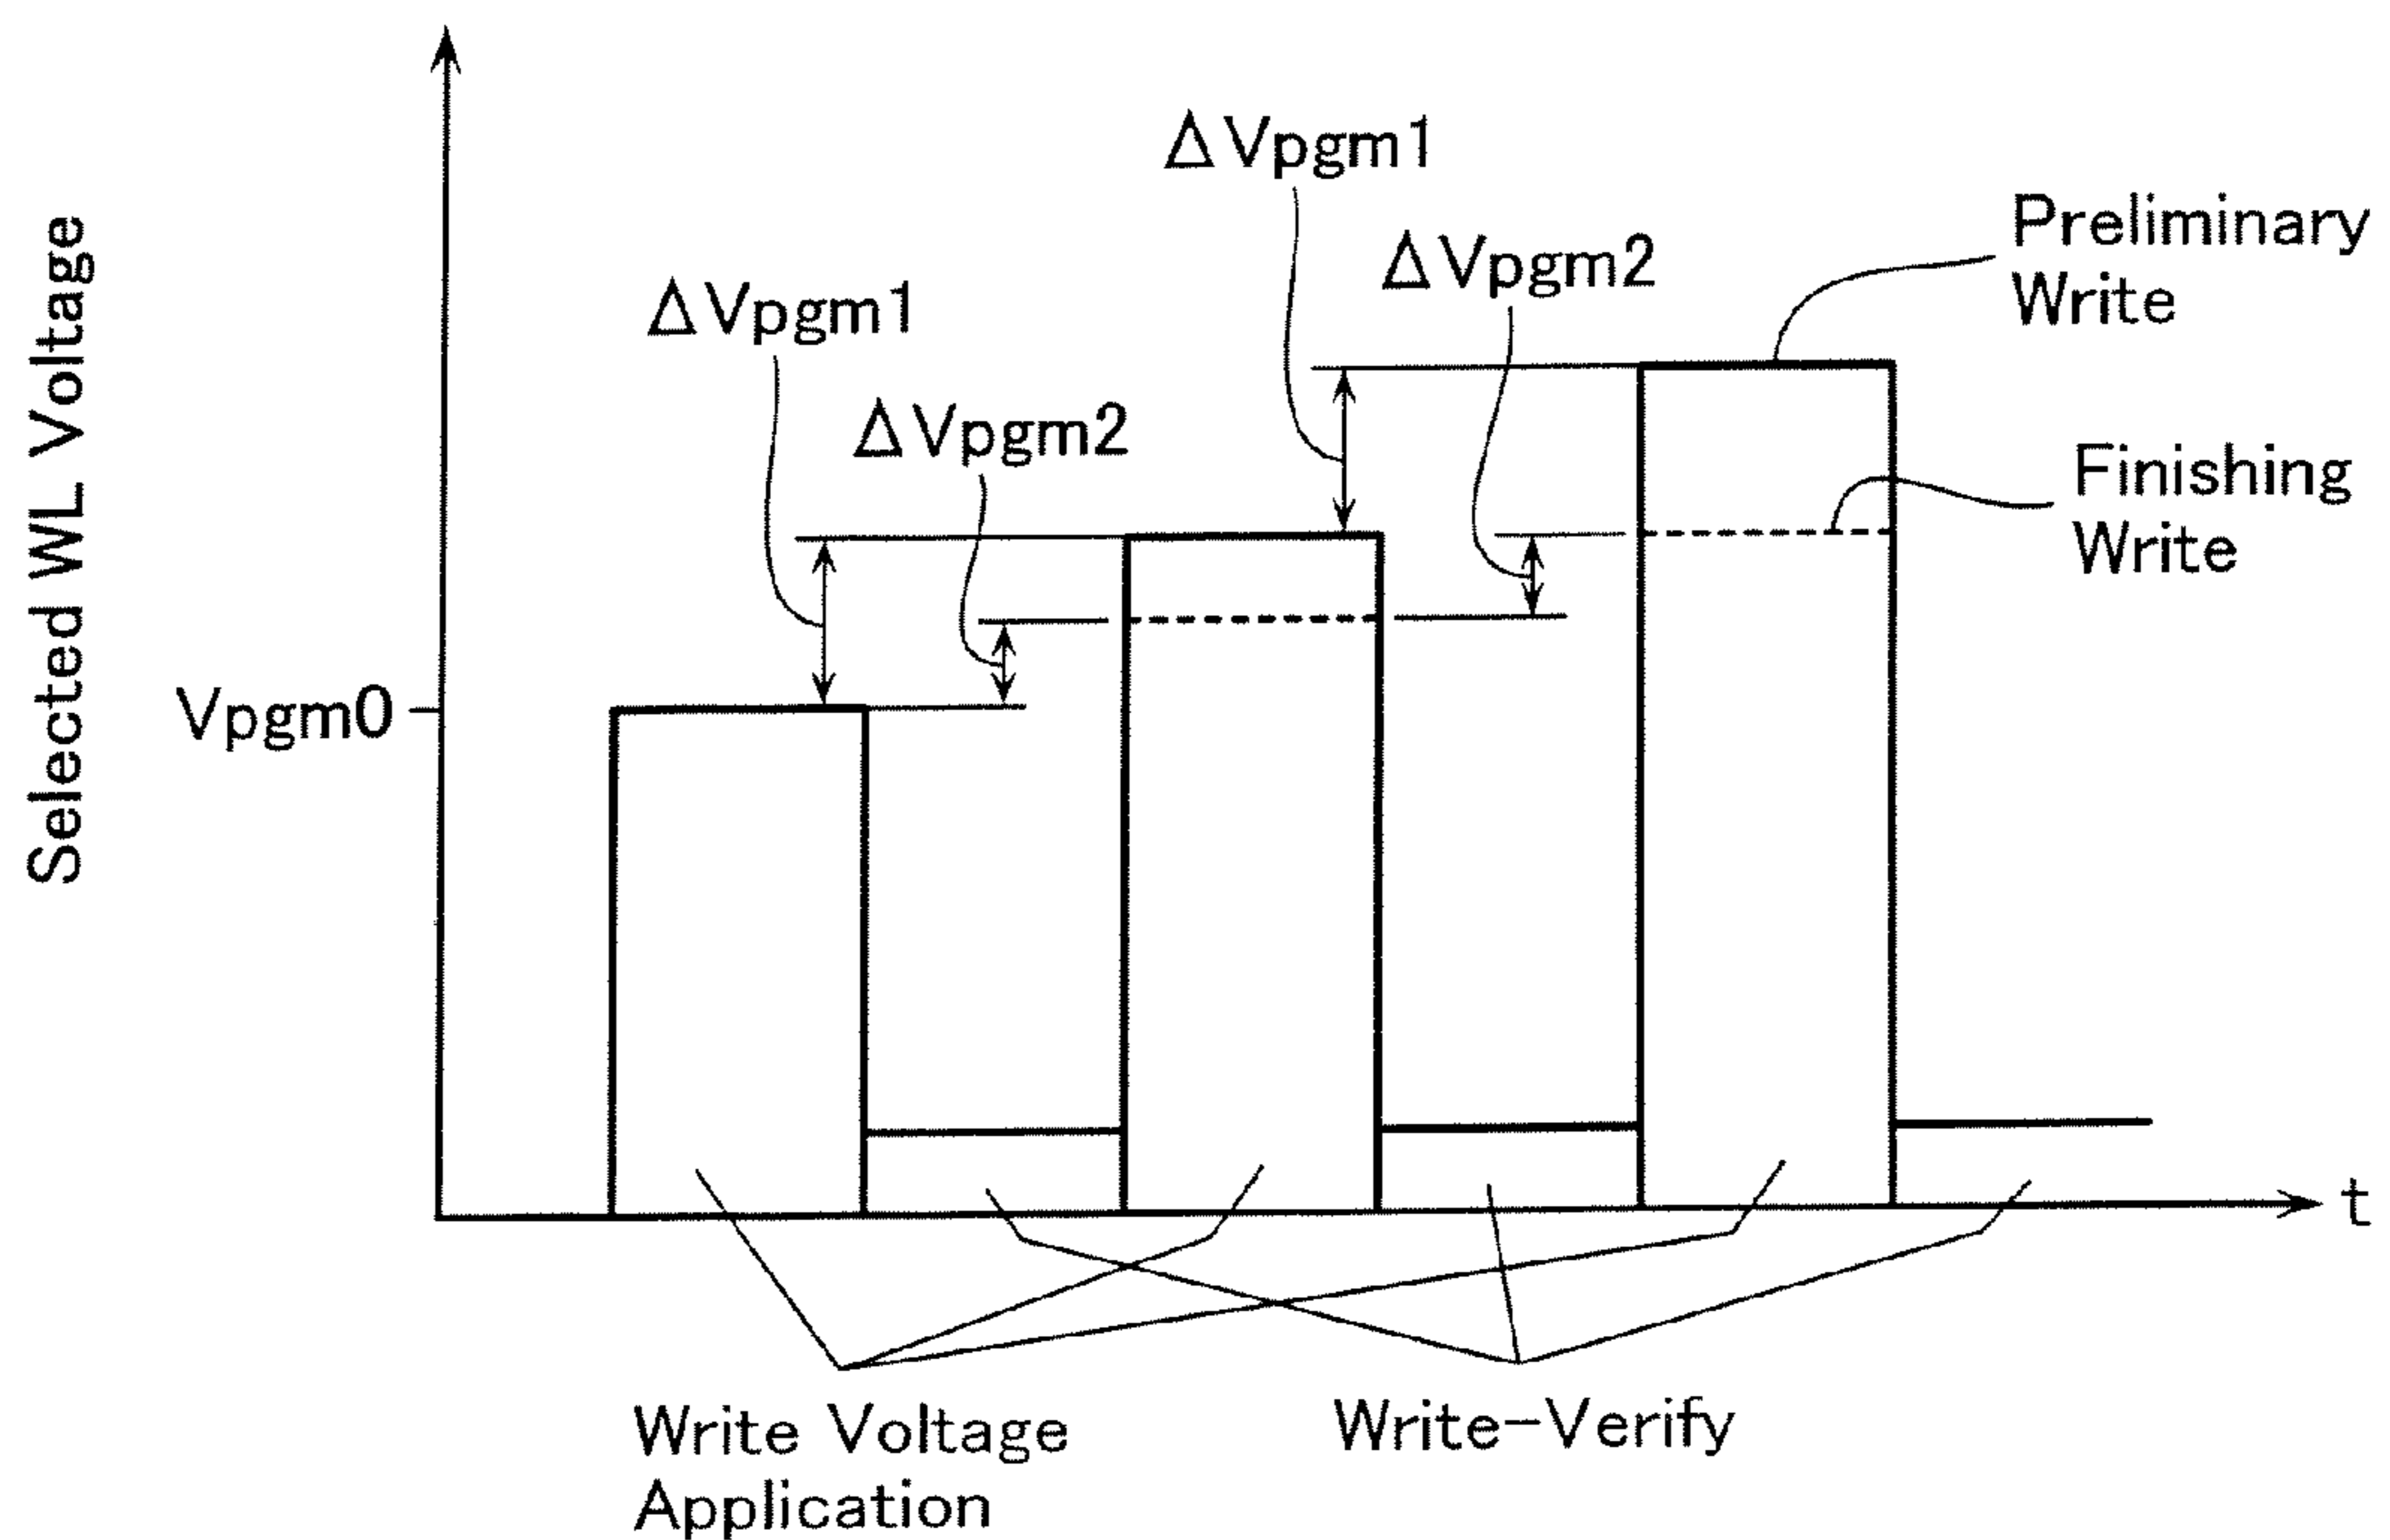 Selected WL Voltage
ΔVpgm1
ΔVpgm2
ΔVpgm1
ΔVpgm2
Preliminary
Write
Finishing
Write
Vpgm0
t
Write Voltage
Application
Write-Verify